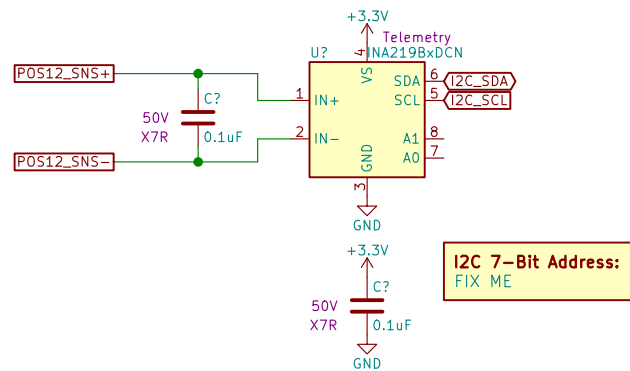 +3.3V
Telemetry
U?
INA219BxDCN
4
VS
POS12_SNS+
SDA
6
I2C_SDA
C?
1
IN+
SCL
5
I2C_SCL
50V
X7R
0.1uF
2
IN-
A1
8
GND
A0
7
POS12_SNS-
3
GND
+3.3V
I2C 7-Bit Address:
FIX ME
C?
50V
X7R
0.1uF
GND